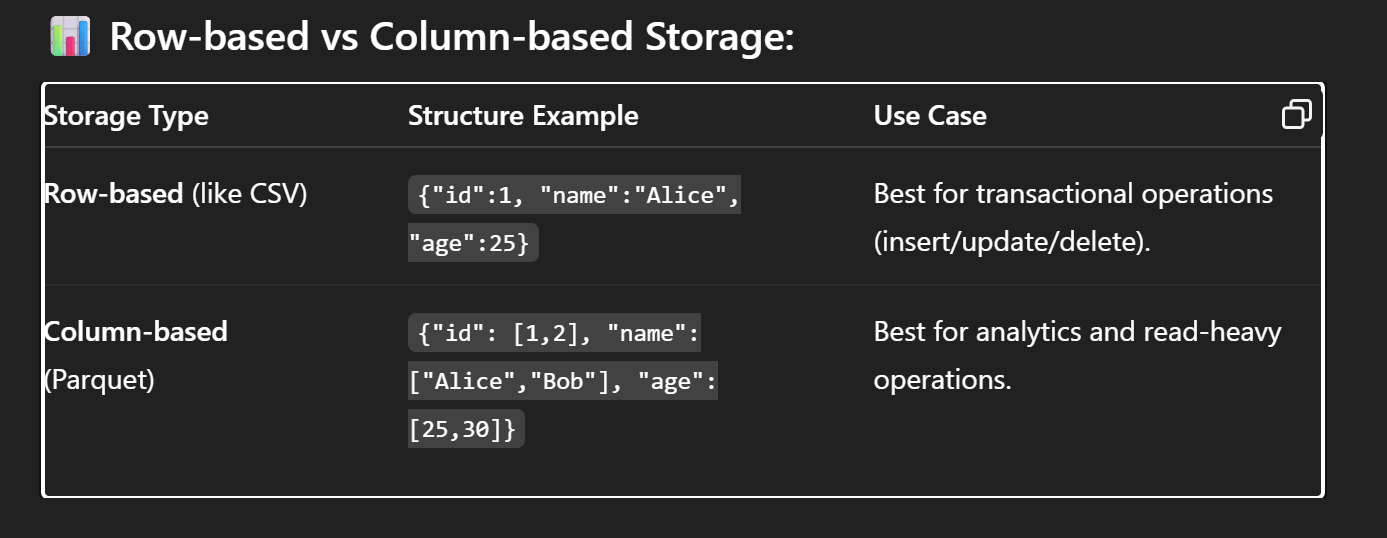 Row-based vs Column-based Storage:
Storage Type Structure Example Use Case
Row-based (like CSV) {"id":1, "name":"Alice", Best for transactional operations
"age":25} (insert/update/delete).
Column-based {"id": [1,2], "name": Best for analytics and read-heavy
(Parquet) ["Alice","Bob"], "age": operations.
[25,30]}